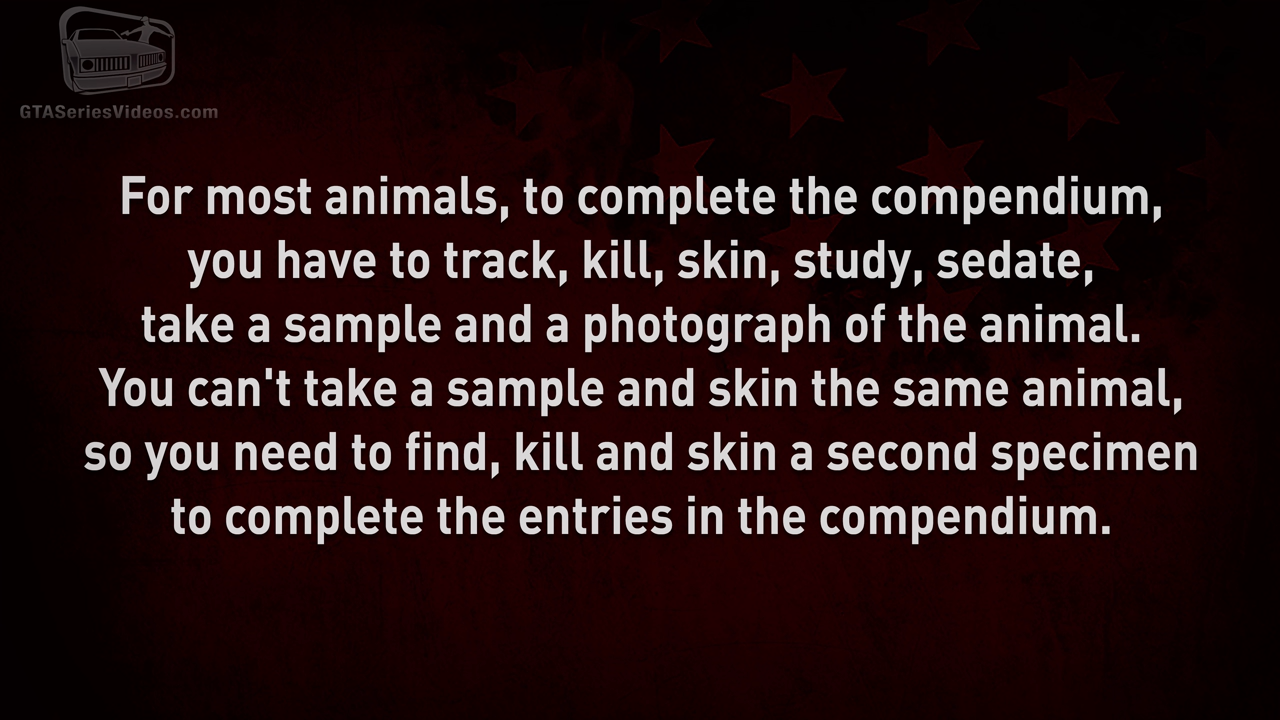 GTASeriesVideos.com
For most animals, to complete the compendium,
you have to track, kill, skin, study, sedate,
take a sample and a photograph of the animal.
You can't take a sample and skin the same animal,
so you need to find, kill and skin a second specimen
to complete the entries in the compendium.